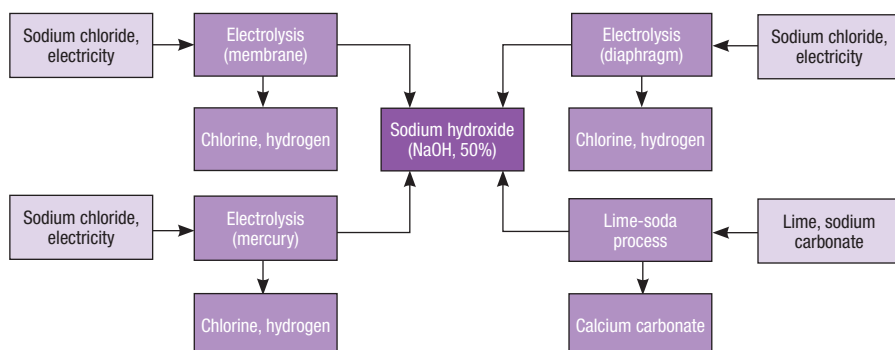 Sodium chloride,
electricity
Electrolysis
(membrane)
Electrolysis
(diaphragm)
Sodium chloride,
electricity
Chlorine, hydrogen
Sodium hydroxide
(NaOH, 50%)
Chlorine, hydrogen
Sodium chloride,
electricity
Electrolysis
(mercury)
Lime-soda
process
Lime, sodium
carbonate
Chlorine, hydrogen
Calcium carbonate